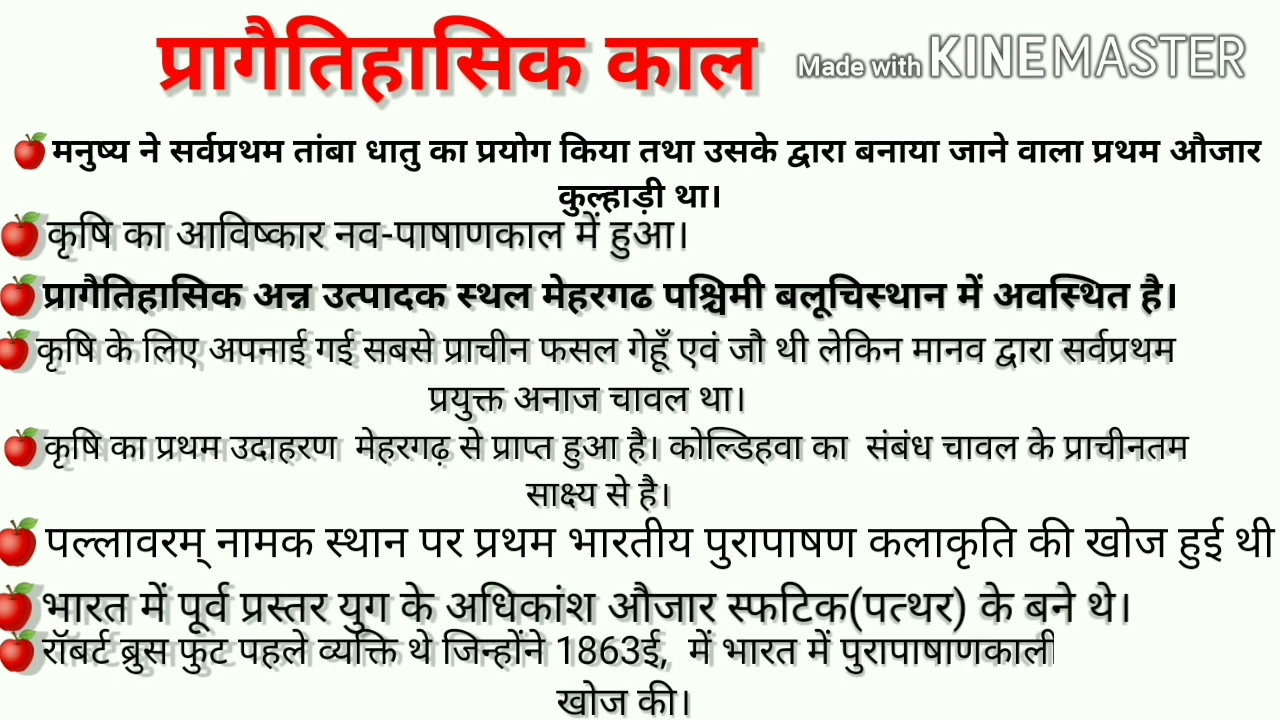 प्रागैतिहासिक काल
Made with KINEMASTER
मनुष्य ने सर्वप्रथम तांबा धातु का प्रयोग किया तथा उसके द्वारा बनाया जाने वाला प्रथम औजार
कुल्हाड़ी था।
कृषि का आविष्कार नव-पाषाणकाल में हुआ।
प्रागैतिहासिक अन्न उत्पादक स्थल मेहरगढ पश्चिमी बलूचिस्थान में अवस्थित है।
कृषि के लिए अपनाई गई सबसे प्राचीन फसल गेहूँ एवं जौ थी लेकिन मानव द्वारा सर्वप्रथम
प्रयुक्त अनाज चावल था।
कृषि का प्रथम उदाहरण मेहरगढ़ से प्राप्त हुआ है। कोल्डिहवा का संबंध चावल के प्राचीनतम
साक्ष्य से है।
पल्लावरम् नामक स्थान पर प्रथम भारतीय पुरापाषण कलाकृति की खोज हुई थी
भारत में पूर्व प्रस्तर युग के अधिकांश औजार स्फटिक(पत्थर) के बने थे।
रॉबर्ट ब्रुस फुट पहले व्यक्ति थे जिन्होंने 1863ई, में भारत में पुरापाषाणकाली
खोज की।